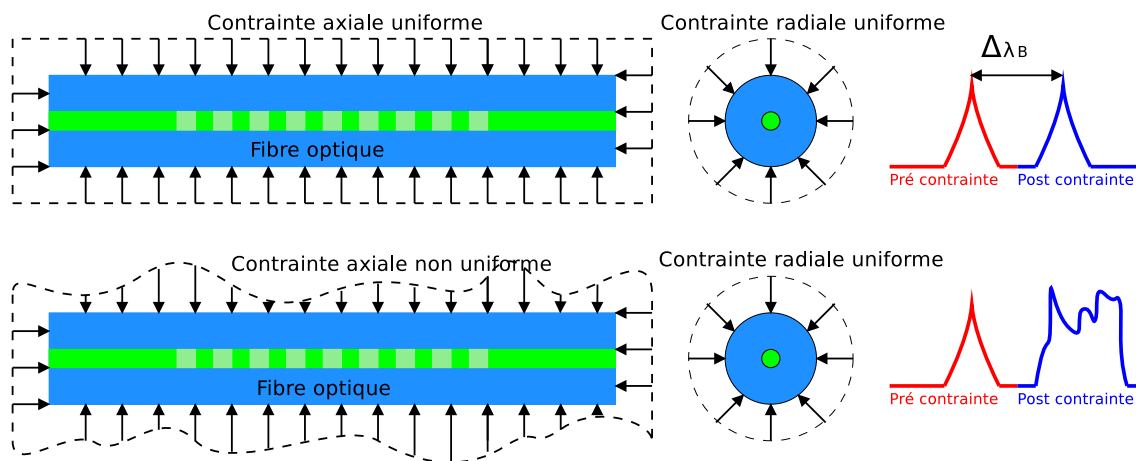 Contrainte axiale uniforme
Contrainte radiale uniforme
ΔλB
Fibre optique
Pré contrainte
Post contrainte
Contrainte axiale non uniforme
Contrainte radiale uniforme
Fibre optique
Pré contrainte
Post contrainte